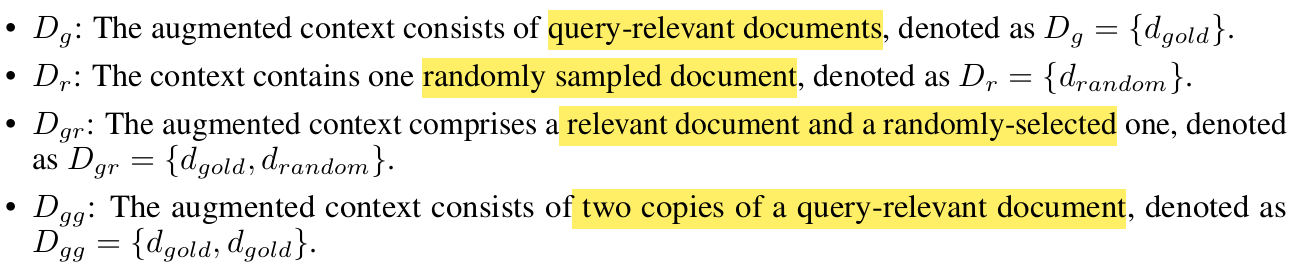 • D_g: The augmented context consists of query-relevant documents, denoted as D_g = {d_gold}.
• D_r: The context contains one randomly sampled document, denoted as D_r = {d_random}.
• D_gr: The augmented context comprises a relevant document and a randomly-selected one, denoted
as D_gr = {d_gold, d_random}.
• D_gg: The augmented context consists of two copies of a query-relevant document, denoted as
D_gg = {d_gold, d_gold}.